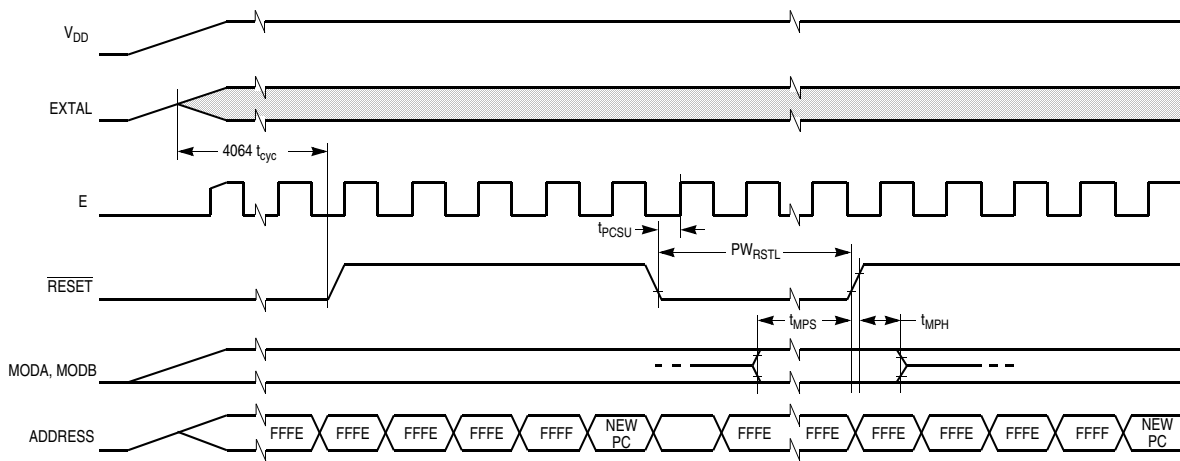 VDD
EXTAL
4064 tcyc
E
tPCSU
PWRSTL
RESET
tMPS
tMPH
MODA, MODB
ADDRESS
FFFE
FFFE
FFFE
FFFE
FFFF
NEW
PC
FFFE
FFFE
FFFE
FFFE
FFFE
FFFF
NEW
PC